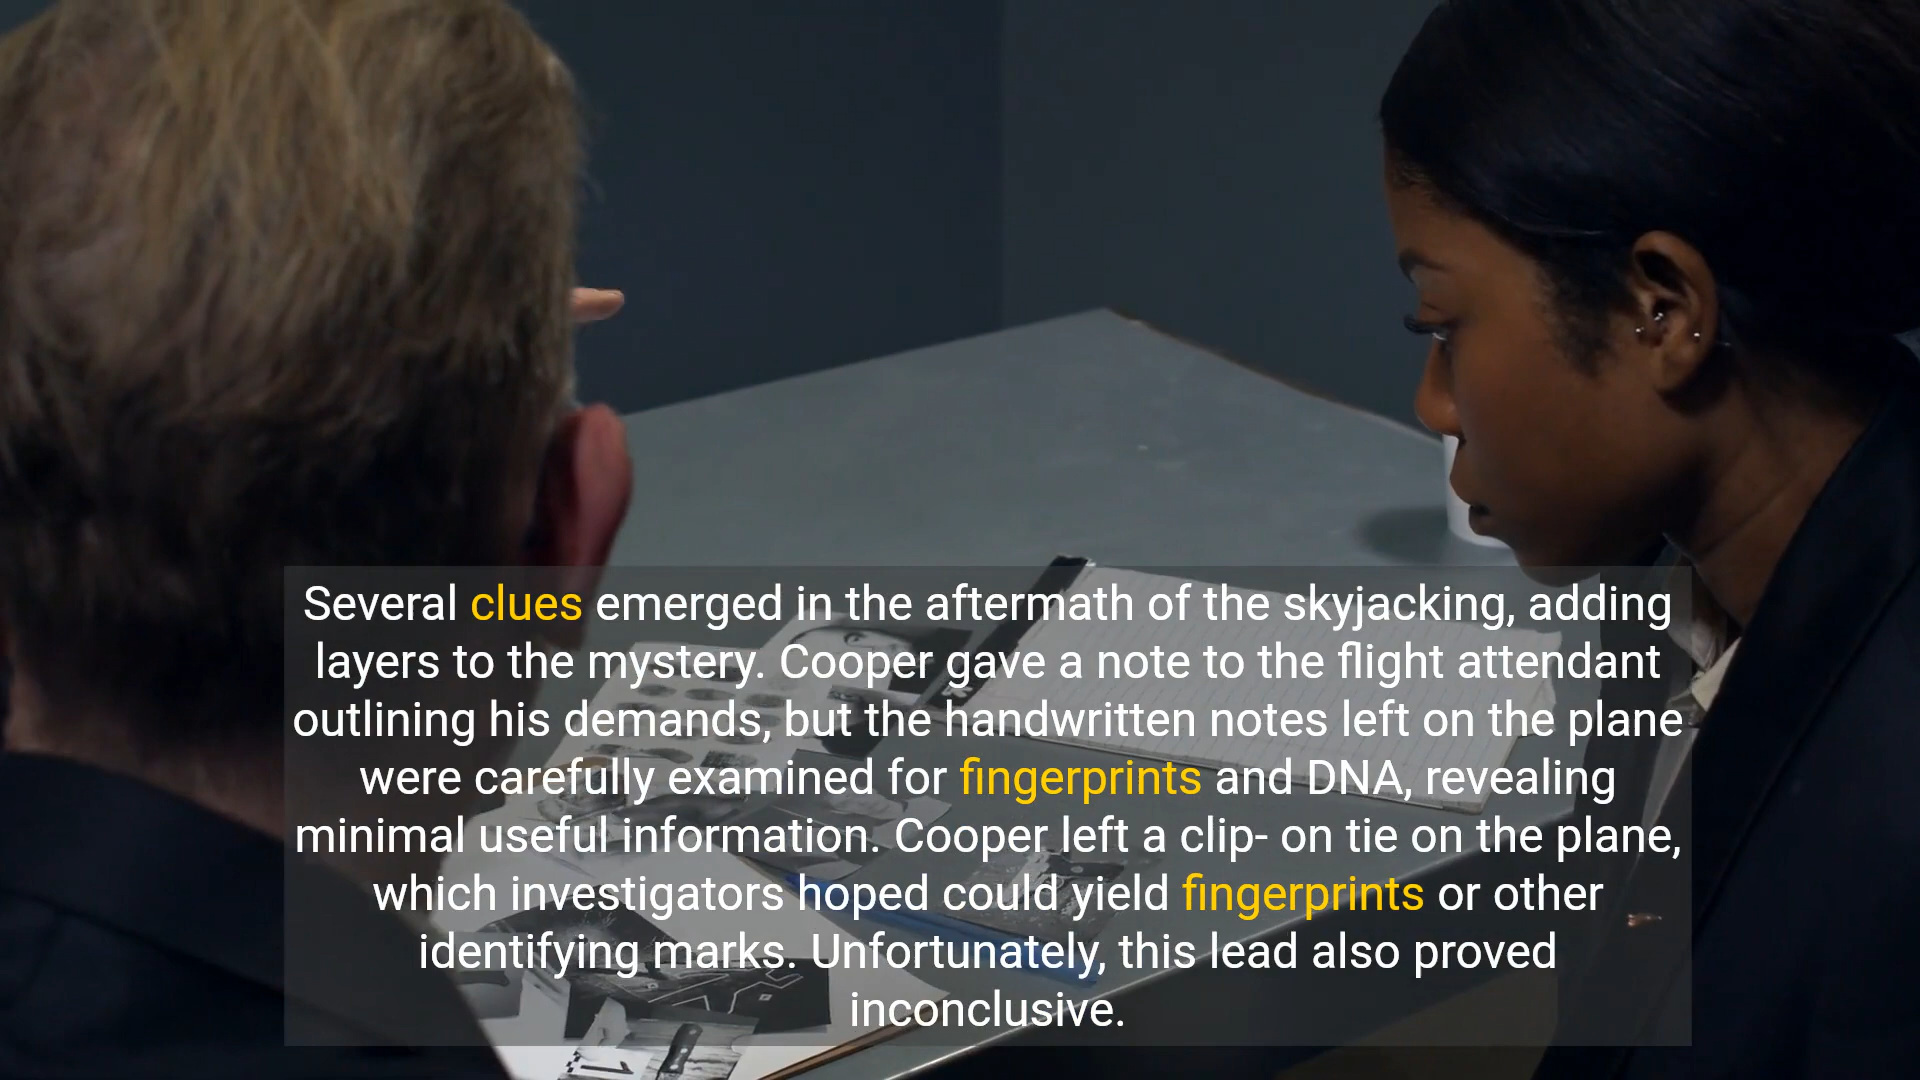 Several clues emerged in the aftermath of the skyjacking, adding
layers to the mystery. Cooper gave a note to the flight attendant
outlining his demands, but the handwritten notes left on the plane
were carefully examined for fingerprints and DNA, revealing
minimal useful information. Cooper left a clip- on tie on the plane,
which investigators hoped could yield fingerprints or other
identifying marks. Unfortunately, this lead also proved
inconclusive.
1